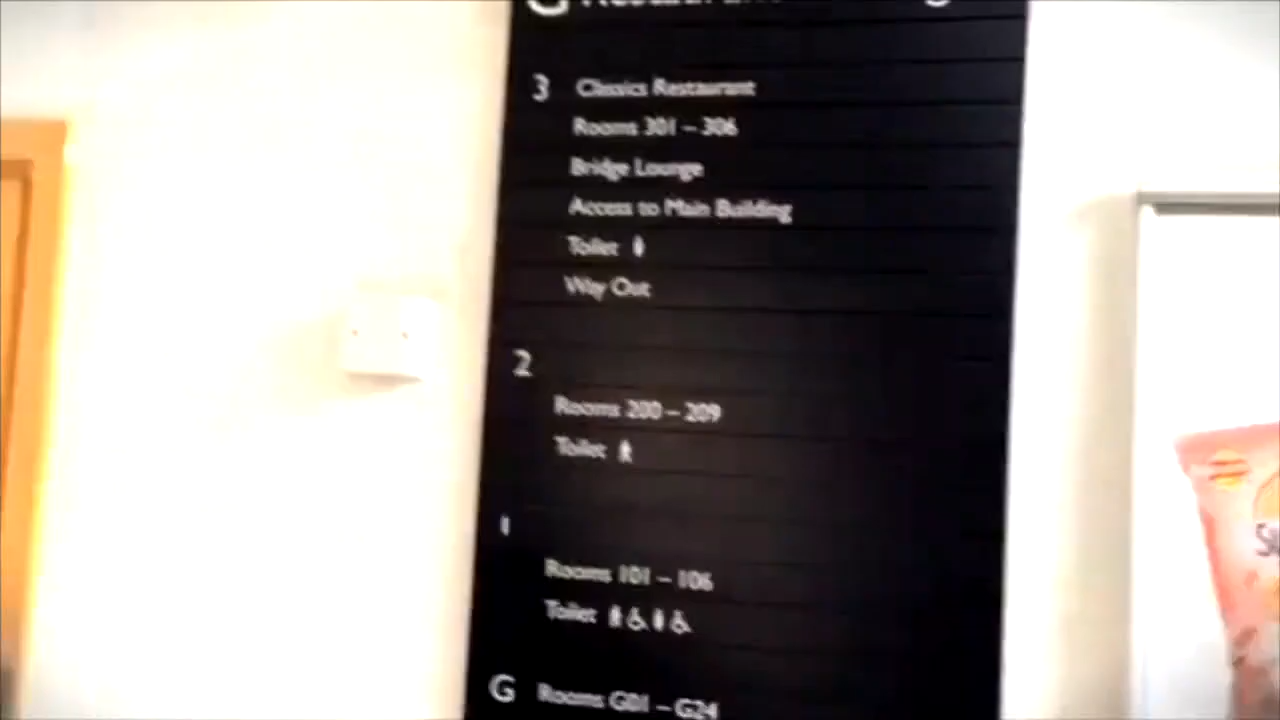 3 Classics Restaurant
Rooms 301 – 306
Bridge Lounge
Access to Main Building
Toilet
Way Out
2
Rooms 200 – 209
Toilet
1
Rooms 101 – 106
Toilet
G Rooms G01 – G24